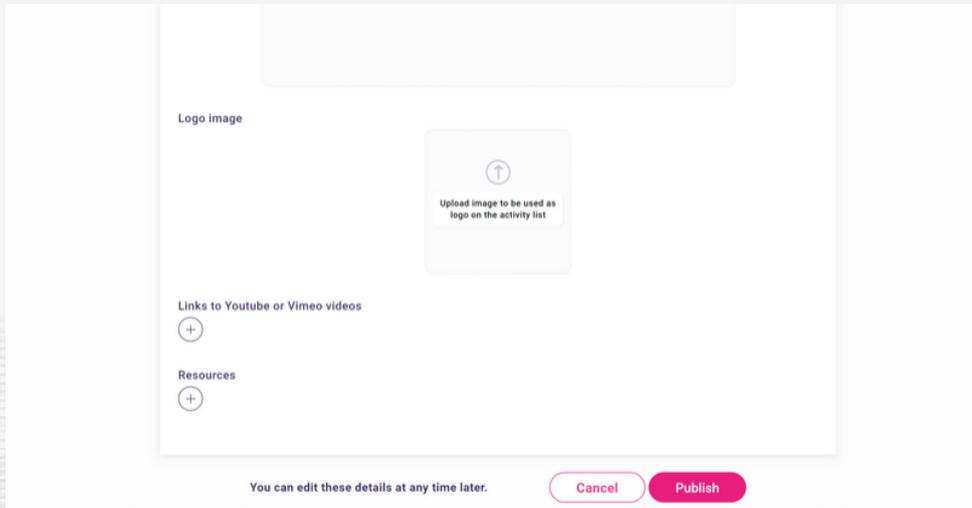 Logo image
Upload image to be used as
logo on the activity list
Links to Youtube or Vimeo videos
Resources
You can edit these details at any time later.
Cancel
Publish